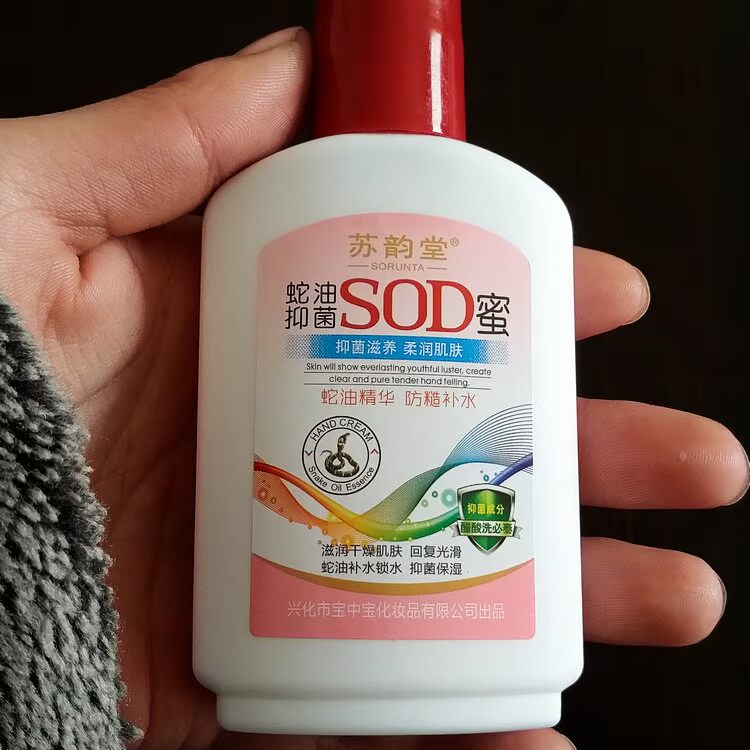 苏韵堂®
SORUNTA
蛇油
抑菌
SOD蜜
抑菌滋养 柔润肌肤
Skin will show everlasting youthful luster, create
clear and pure tender hand felling.
蛇油精华 防糙补水
HAND CREAM
Snake Oil Essence
抑菌成分
醋酸洗必泰
滋润干燥肌肤 回复光滑
蛇油补水锁水 抑菌保湿
兴化市宝中宝化妆品有限公司出品